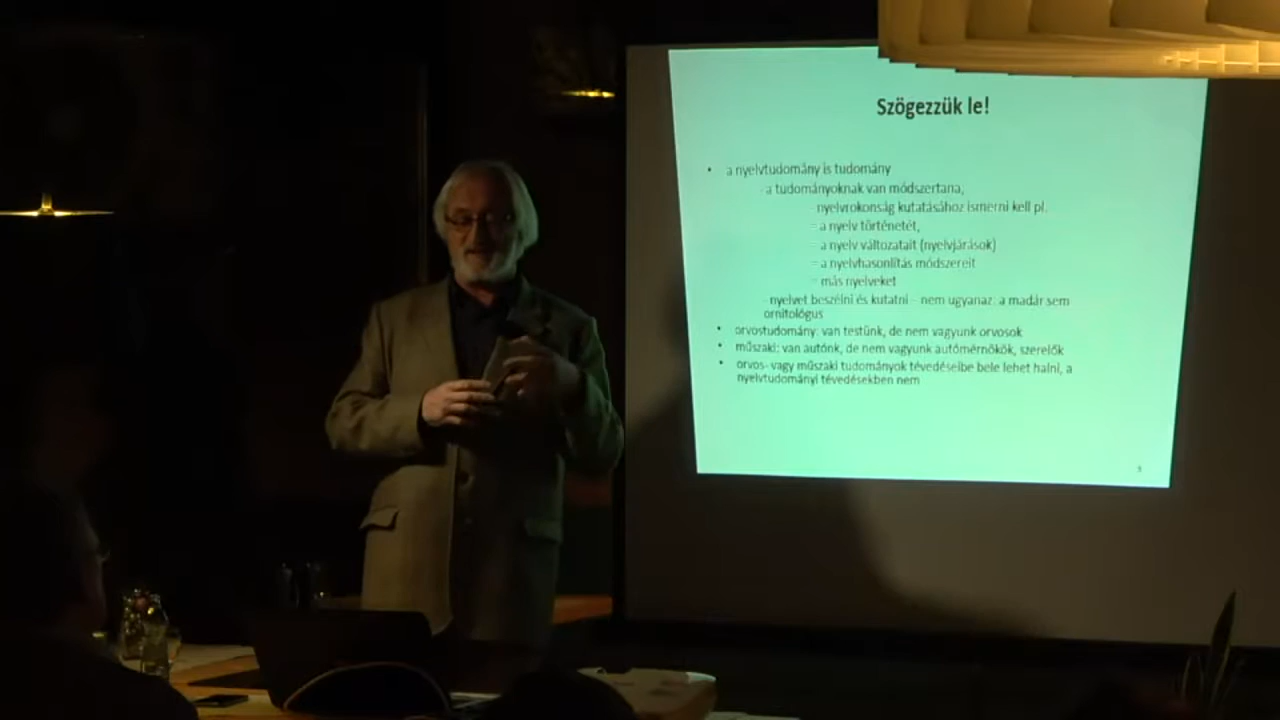 Szögezzük le!
• a nyelvtudomány is tudomány
- a tudományoknak van módszertana,
- nyelvrokonság kutatásához ismerni kell pl.
= a nyelv történetét,
= a nyelv változatait (nyelvjárások)
= a nyelvhasonlítás módszereit
= más nyelveket
- nyelvet beszélni és kutatni – nem ugyanaz: a madár sem
ornitológus
• orvostudomány: van testünk, de nem vagyunk orvosok
• műszaki: van autónk, de nem vagyunk autómérnökök, szerelők
• orvos- vagy műszaki tudományok tévedéseibe bele lehet halni, a
nyelvtudományi tévedésekben nem